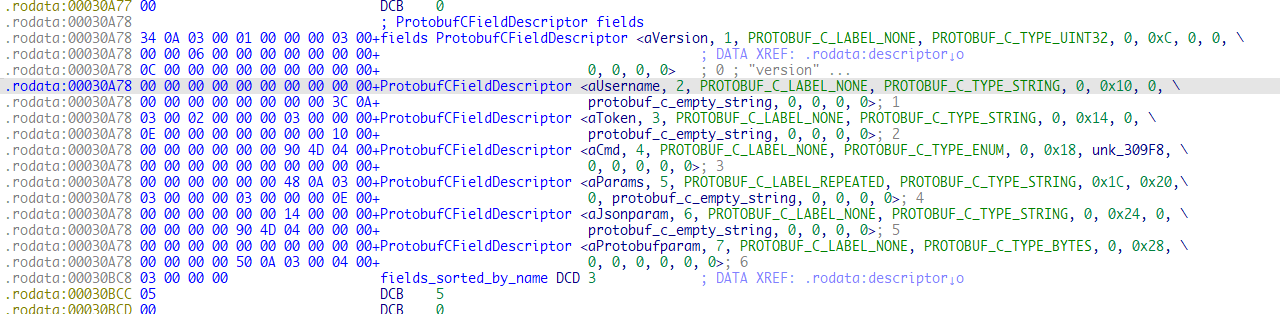 .rodata:00030A77 00 DCB 0
.rodata:00030A78 ; ProtobufCFieldDescriptor fields
.rodata:00030A78 34 0A 03 00 01 00 00 00 03 00+fields ProtobufCFieldDescriptor <aVersion, 1, PROTOBUF_C_LABEL_NONE, PROTOBUF_C_TYPE_UINT32, 0, 0xC, 0, 0, \
.rodata:00030A78 00 00 06 00 00 00 00 00 00 00+ ; DATA XREF: .rodata:descriptor↓o
.rodata:00030A78 0C 00 00 00 00 00 00 00 00 00+ 0, 0, 0, 0> ; 0 ; "version" ...
.rodata:00030A78 00 00 00 00 00 00 00 00 00 00+ProtobufCFieldDescriptor <aUsername, 2, PROTOBUF_C_LABEL_NONE, PROTOBUF_C_TYPE_STRING, 0, 0x10, 0, \
.rodata:00030A78 00 00 00 00 00 00 00 00 3C 0A+ protobuf_c_empty_string, 0, 0, 0, 0>; 1
.rodata:00030A78 03 00 02 00 00 00 03 00 00 00+ProtobufCFieldDescriptor <aToken, 3, PROTOBUF_C_LABEL_NONE, PROTOBUF_C_TYPE_STRING, 0, 0x14, 0, \
.rodata:00030A78 0E 00 00 00 00 00 00 00 10 00+ protobuf_c_empty_string, 0, 0, 0, 0>; 2
.rodata:00030A78 00 00 00 00 00 00 90 4D 04 00+ProtobufCFieldDescriptor <aCmd, 4, PROTOBUF_C_LABEL_NONE, PROTOBUF_C_TYPE_ENUM, 0, 0x18, unk_309F8, \
.rodata:00030A78 00 00 00 00 00 00 00 00 00 00+ 0, 0, 0, 0, 0>; 3
.rodata:00030A78 00 00 00 00 00 00 48 0A 03 00+ProtobufCFieldDescriptor <aParams, 5, PROTOBUF_C_LABEL_REPEATED, PROTOBUF_C_TYPE_STRING, 0x1C, 0x20,\
.rodata:00030A78 03 00 00 00 03 00 00 00 0E 00+ 0, protobuf_c_empty_string, 0, 0, 0, 0>; 4
.rodata:00030A78 00 00 00 00 00 00 14 00 00 00+ProtobufCFieldDescriptor <aJsonparam, 6, PROTOBUF_C_LABEL_NONE, PROTOBUF_C_TYPE_STRING, 0, 0x24, 0, \
.rodata:00030A78 00 00 00 00 90 4D 04 00 00 00+ protobuf_c_empty_string, 0, 0, 0, 0>; 5
.rodata:00030A78 00 00 00 00 00 00 00 00 00 00+ProtobufCFieldDescriptor <aProtobufparam, 7, PROTOBUF_C_LABEL_NONE, PROTOBUF_C_TYPE_BYTES, 0, 0x28, \
.rodata:00030A78 00 00 00 00 50 0A 03 00 04 00+ 0, 0, 0, 0, 0, 0>; 6
.rodata:00030BC8 03 00 00 00 fields_sorted_by_name DCD 3 ; DATA XREF: .rodata:descriptor↓o
.rodata:00030BCC 05 DCB 5
.rodata:00030BCD 00 DCB 0